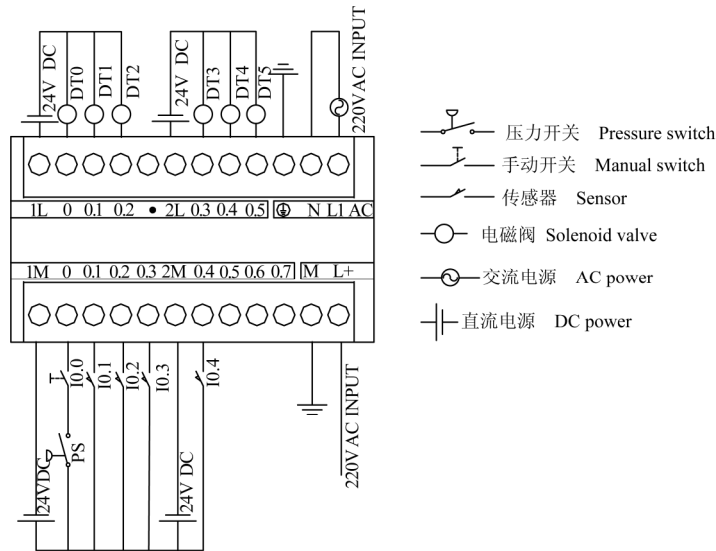 24V DC
DT0
DT1
DT2
24V DC
DT3
DT4
DT5
220V AC INPUT
1L 0 0.1 0.2 • 2L 0.3 0.4 0.5 N L1 AC
1M 0 0.1 0.2 0.3 2M 0.4 0.5 0.6 0.7 M L+
I0.0
I0.1
I0.2
I0.3
I0.4
PS
24VDC
24V DC
220V AC INPUT
压力开关 Pressure switch
手动开关 Manual switch
传感器 Sensor
电磁阀 Solenoid valve
交流电源 AC power
直流电源 DC power